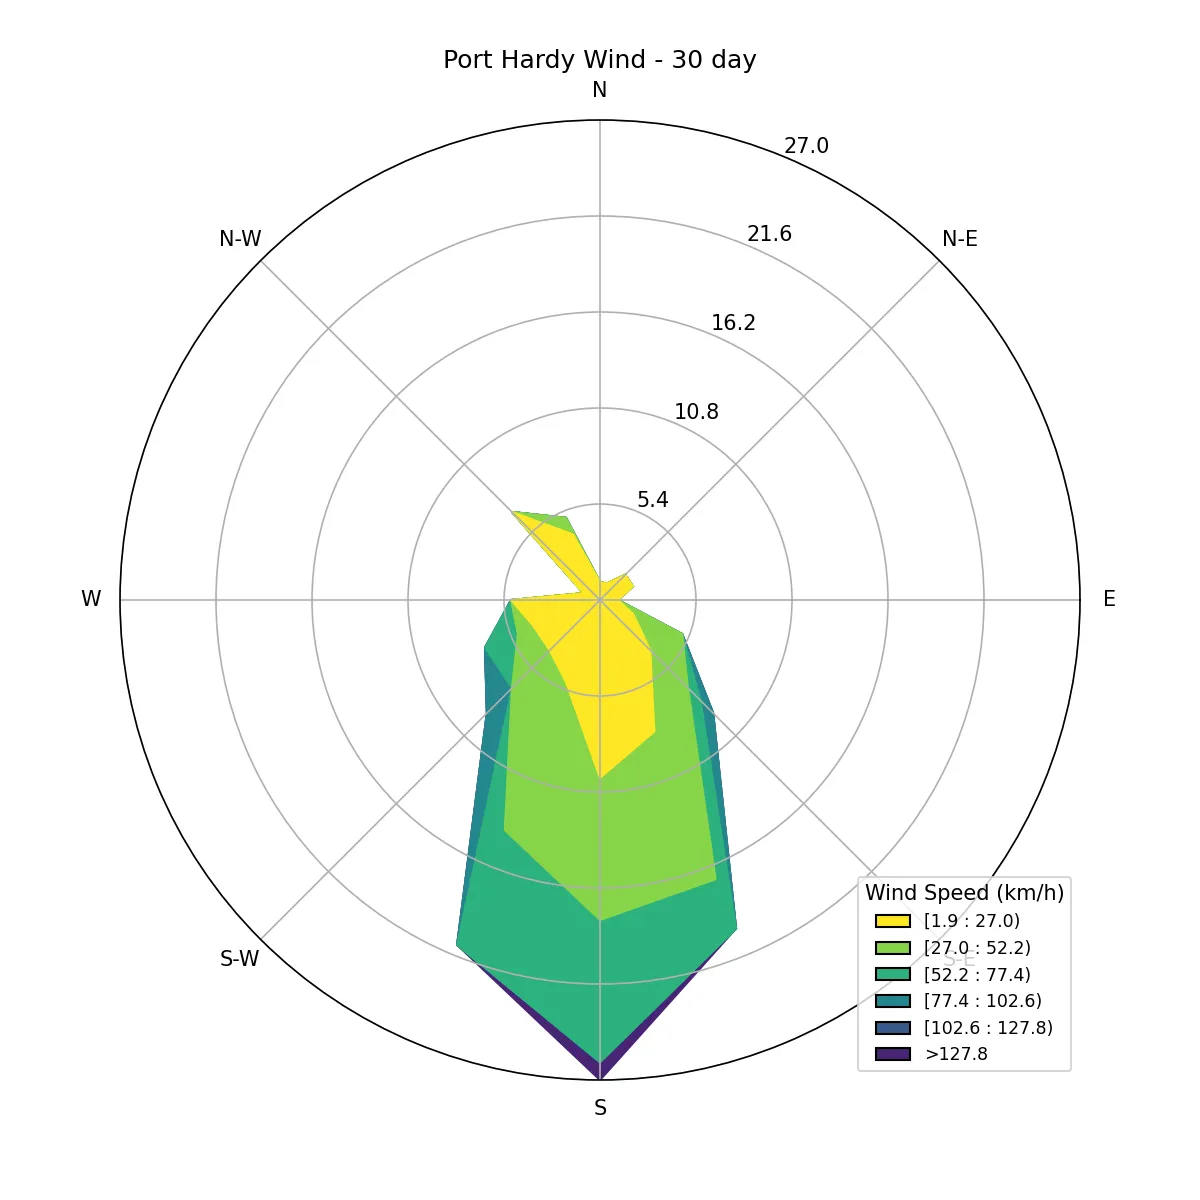 Port Hardy Wind - 30 day
N
27.0
N-W
21.6
N-E
16.2
10.8
5.4
W
E
Wind Speed (km/h)
[1.9 : 27.0)
[27.0 : 52.2)
S-W
S-E
[52.2 : 77.4)
[77.4 : 102.6)
[102.6 : 127.8)
>127.8
S